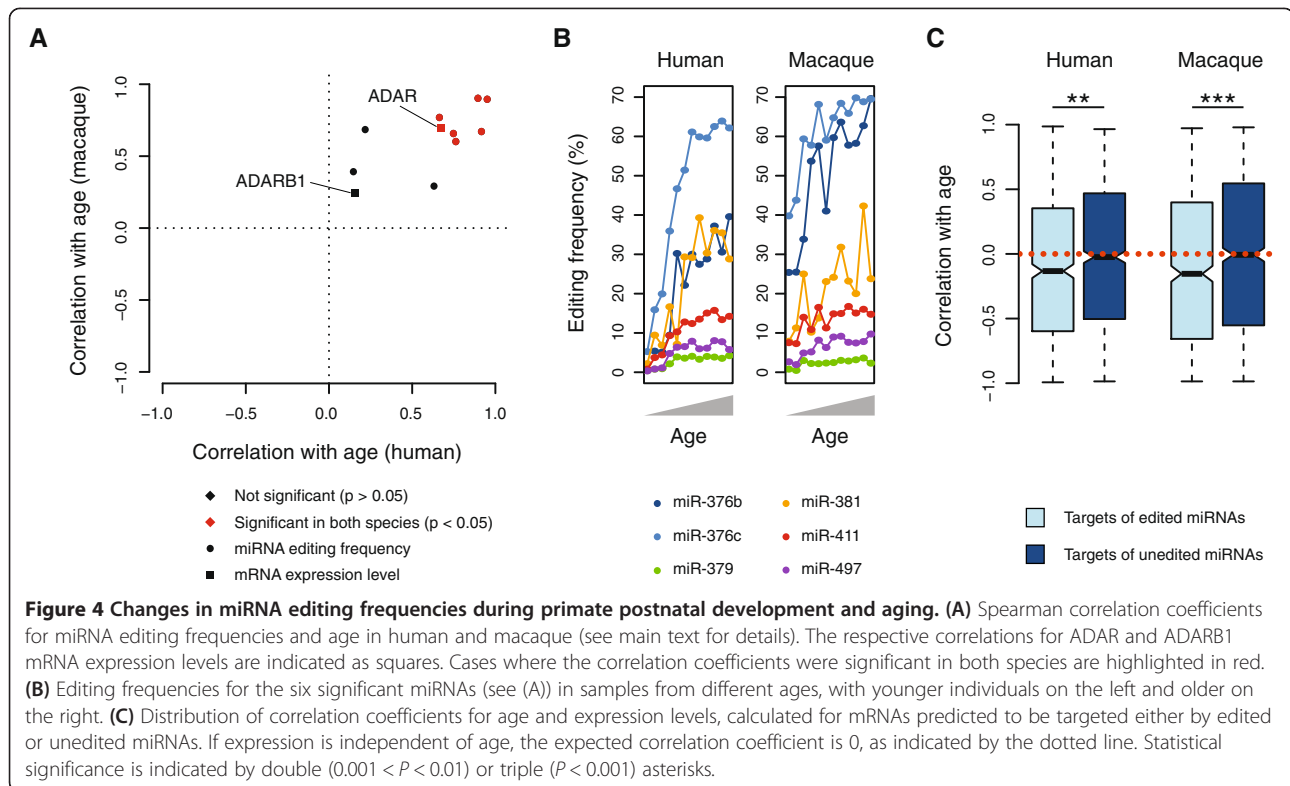 A
Correlation with age (macaque)
1.0
0.5
0.0
−0.5
−1.0
ADAR
ADARB1
−1.0
−0.5
0.0
0.5
1.0
Correlation with age (human)
Not significant (p > 0.05)
Significant in both species (p < 0.05)
miRNA editing frequency
mRNA expression level
B
Human
Macaque
Editing frequency (%)
70
60
50
40
30
20
10
0
70
60
50
40
30
20
10
0
Age
Age
miR-376b
miR-376c
miR-379
miR-381
miR-411
miR-497
C
Human
Macaque
**
***
Correlation with age
1.0
0.5
0.0
−0.5
−1.0
Targets of edited miRNAs
Targets of unedited miRNAs
Figure 4 Changes in miRNA editing frequencies during primate postnatal development and aging. (A) Spearman correlation coefficients
for miRNA editing frequencies and age in human and macaque (see main text for details). The respective correlations for ADAR and ADARB1
mRNA expression levels are indicated as squares. Cases where the correlation coefficients were significant in both species are highlighted in red.
(B) Editing frequencies for the six significant miRNAs (see (A)) in samples from different ages, with younger individuals on the left and older on
the right. (C) Distribution of correlation coefficients for age and expression levels, calculated for mRNAs predicted to be targeted either by edited
or unedited miRNAs. If expression is independent of age, the expected correlation coefficient is 0, as indicated by the dotted line. Statistical
significance is indicated by double (0.001 < P < 0.01) or triple (P < 0.001) asterisks.